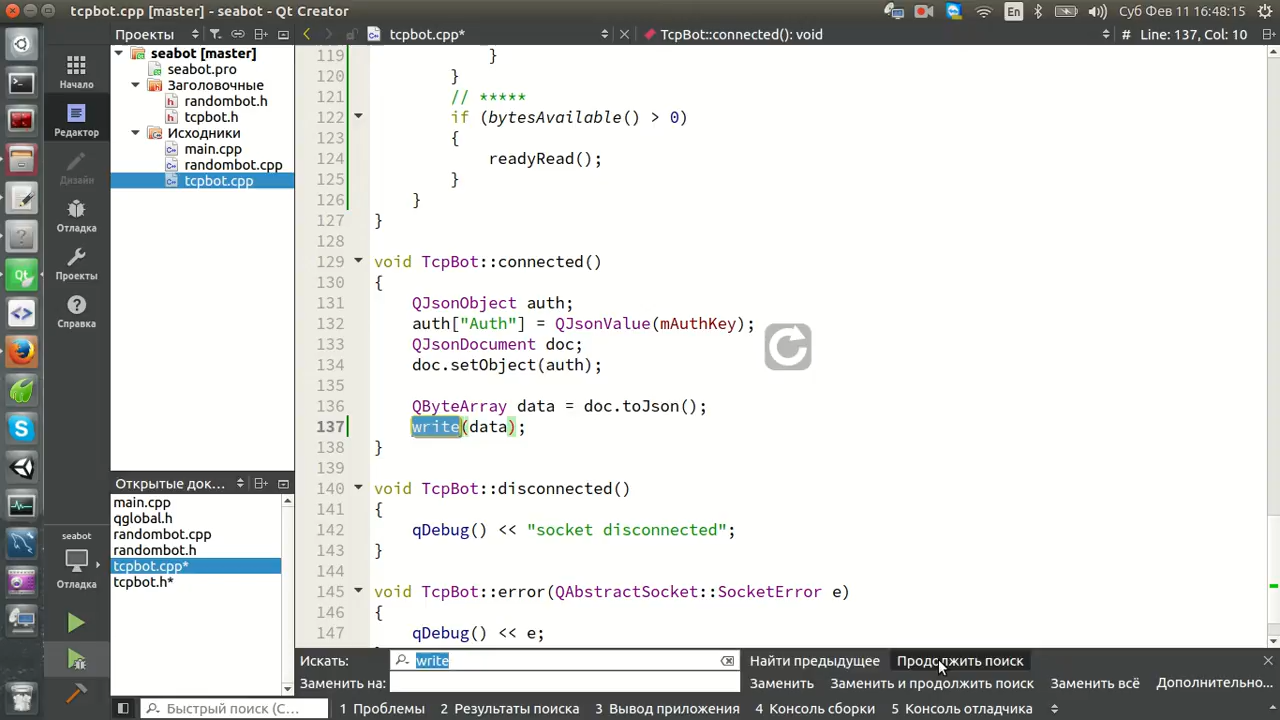 tcpbot.cpp [master] - seabot - Qt Creator
En
Суб Фев 11 16:48:15
Проекты
tcpbot.cpp*
TcpBot::connected(): void
# Line: 137, Col: 10
Начало
Редактор
Дизайн
Отладка
Проекты
Справка
seabot
Отладка
seabot [master]
seabot.pro
Заголовочные
randombot.h
tcpbot.h
Исходники
main.cpp
randombot.cpp
tcpbot.cpp
Открытые док...
main.cpp
qglobal.h
randombot.cpp
randombot.h
tcpbot.cpp*
tcpbot.h*
119 }
120 }
121 // *****
122 if (bytesAvailable() > 0)
123 {
124 readyRead();
125 }
126 }
127 }
128
129 void TcpBot::connected()
130 {
131 QJsonObject auth;
132 auth["Auth"] = QJsonValue(mAuthKey);
133 QJsonDocument doc;
134 doc.setObject(auth);
135
136 QByteArray data = doc.toJson();
137 write(data);
138 }
139
140 void TcpBot::disconnected()
141 {
142 qDebug() << "socket disconnected";
143 }
144
145 void TcpBot::error(QAbstractSocket::SocketError e)
146 {
147 qDebug() << e;
Искать: write Найти предыдущее Продолжить поиск
Заменить на: Заменить Заменить и продолжить поиск Заменить всё Дополнительно...
Быстрый поиск (C... 1 Проблемы 2 Результаты поиска 3 Вывод приложения 4 Консоль сборки 5 Консоль отладчика